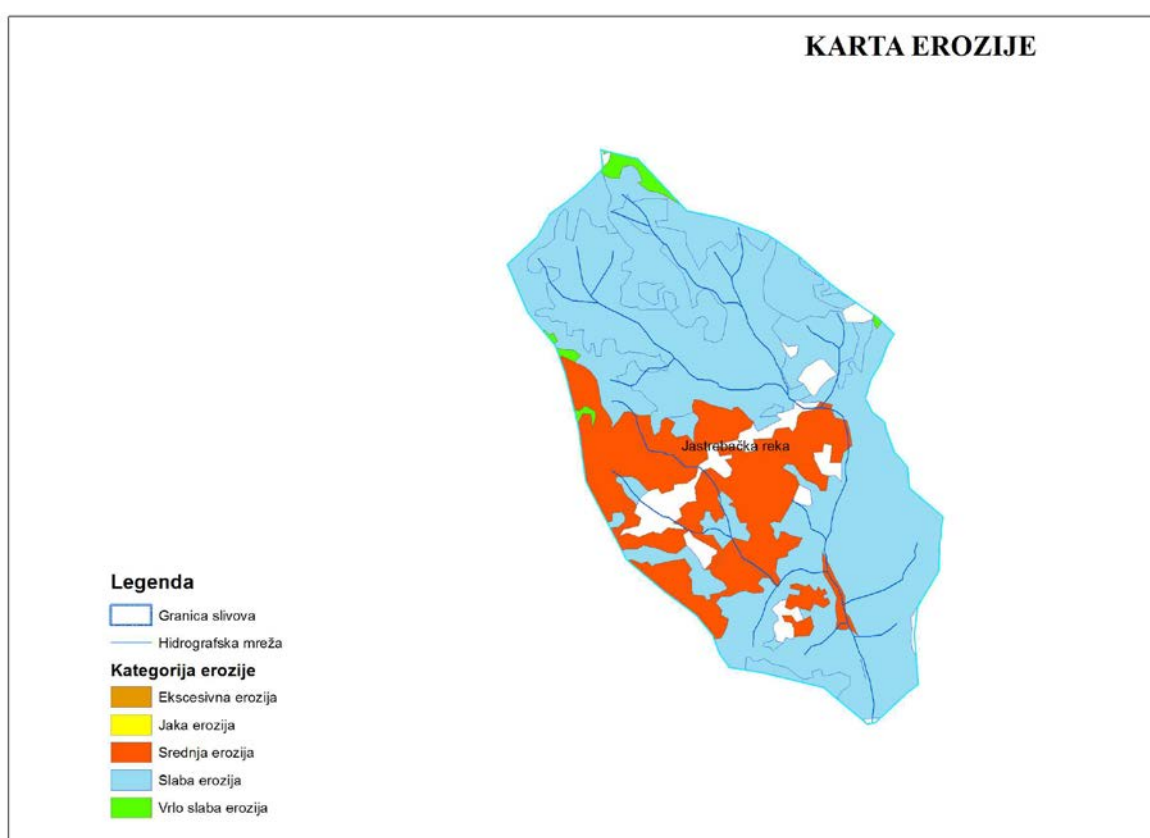 KARTA EROZIJE
Jastrebačka reka
Legenda
Granica slivova
Hidrografska mreža
Kategorija erozije
Ekscesivna erozija
Jaka erozija
Srednja erozija
Slaba erozija
Vrlo slaba erozija